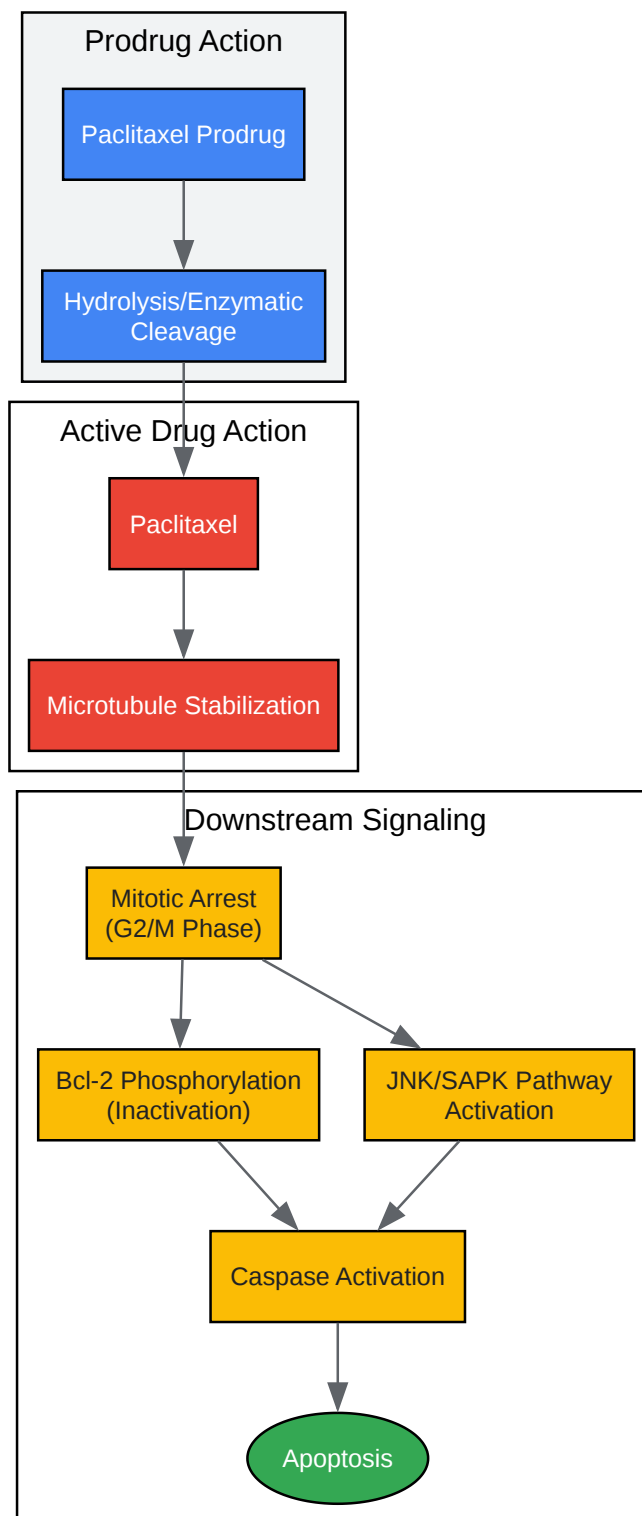 Prodrug Action
Paclitaxel Prodrug
Hydrolysis/Enzymatic
Cleavage
Active Drug Action
Paclitaxel
Microtubule Stabilization
Downstream Signaling
Mitotic Arrest
(G2/M Phase)
Bcl-2 Phosphorylation
(Inactivation)
JNK/SAPK Pathway
Activation
Caspase Activation
Apoptosis